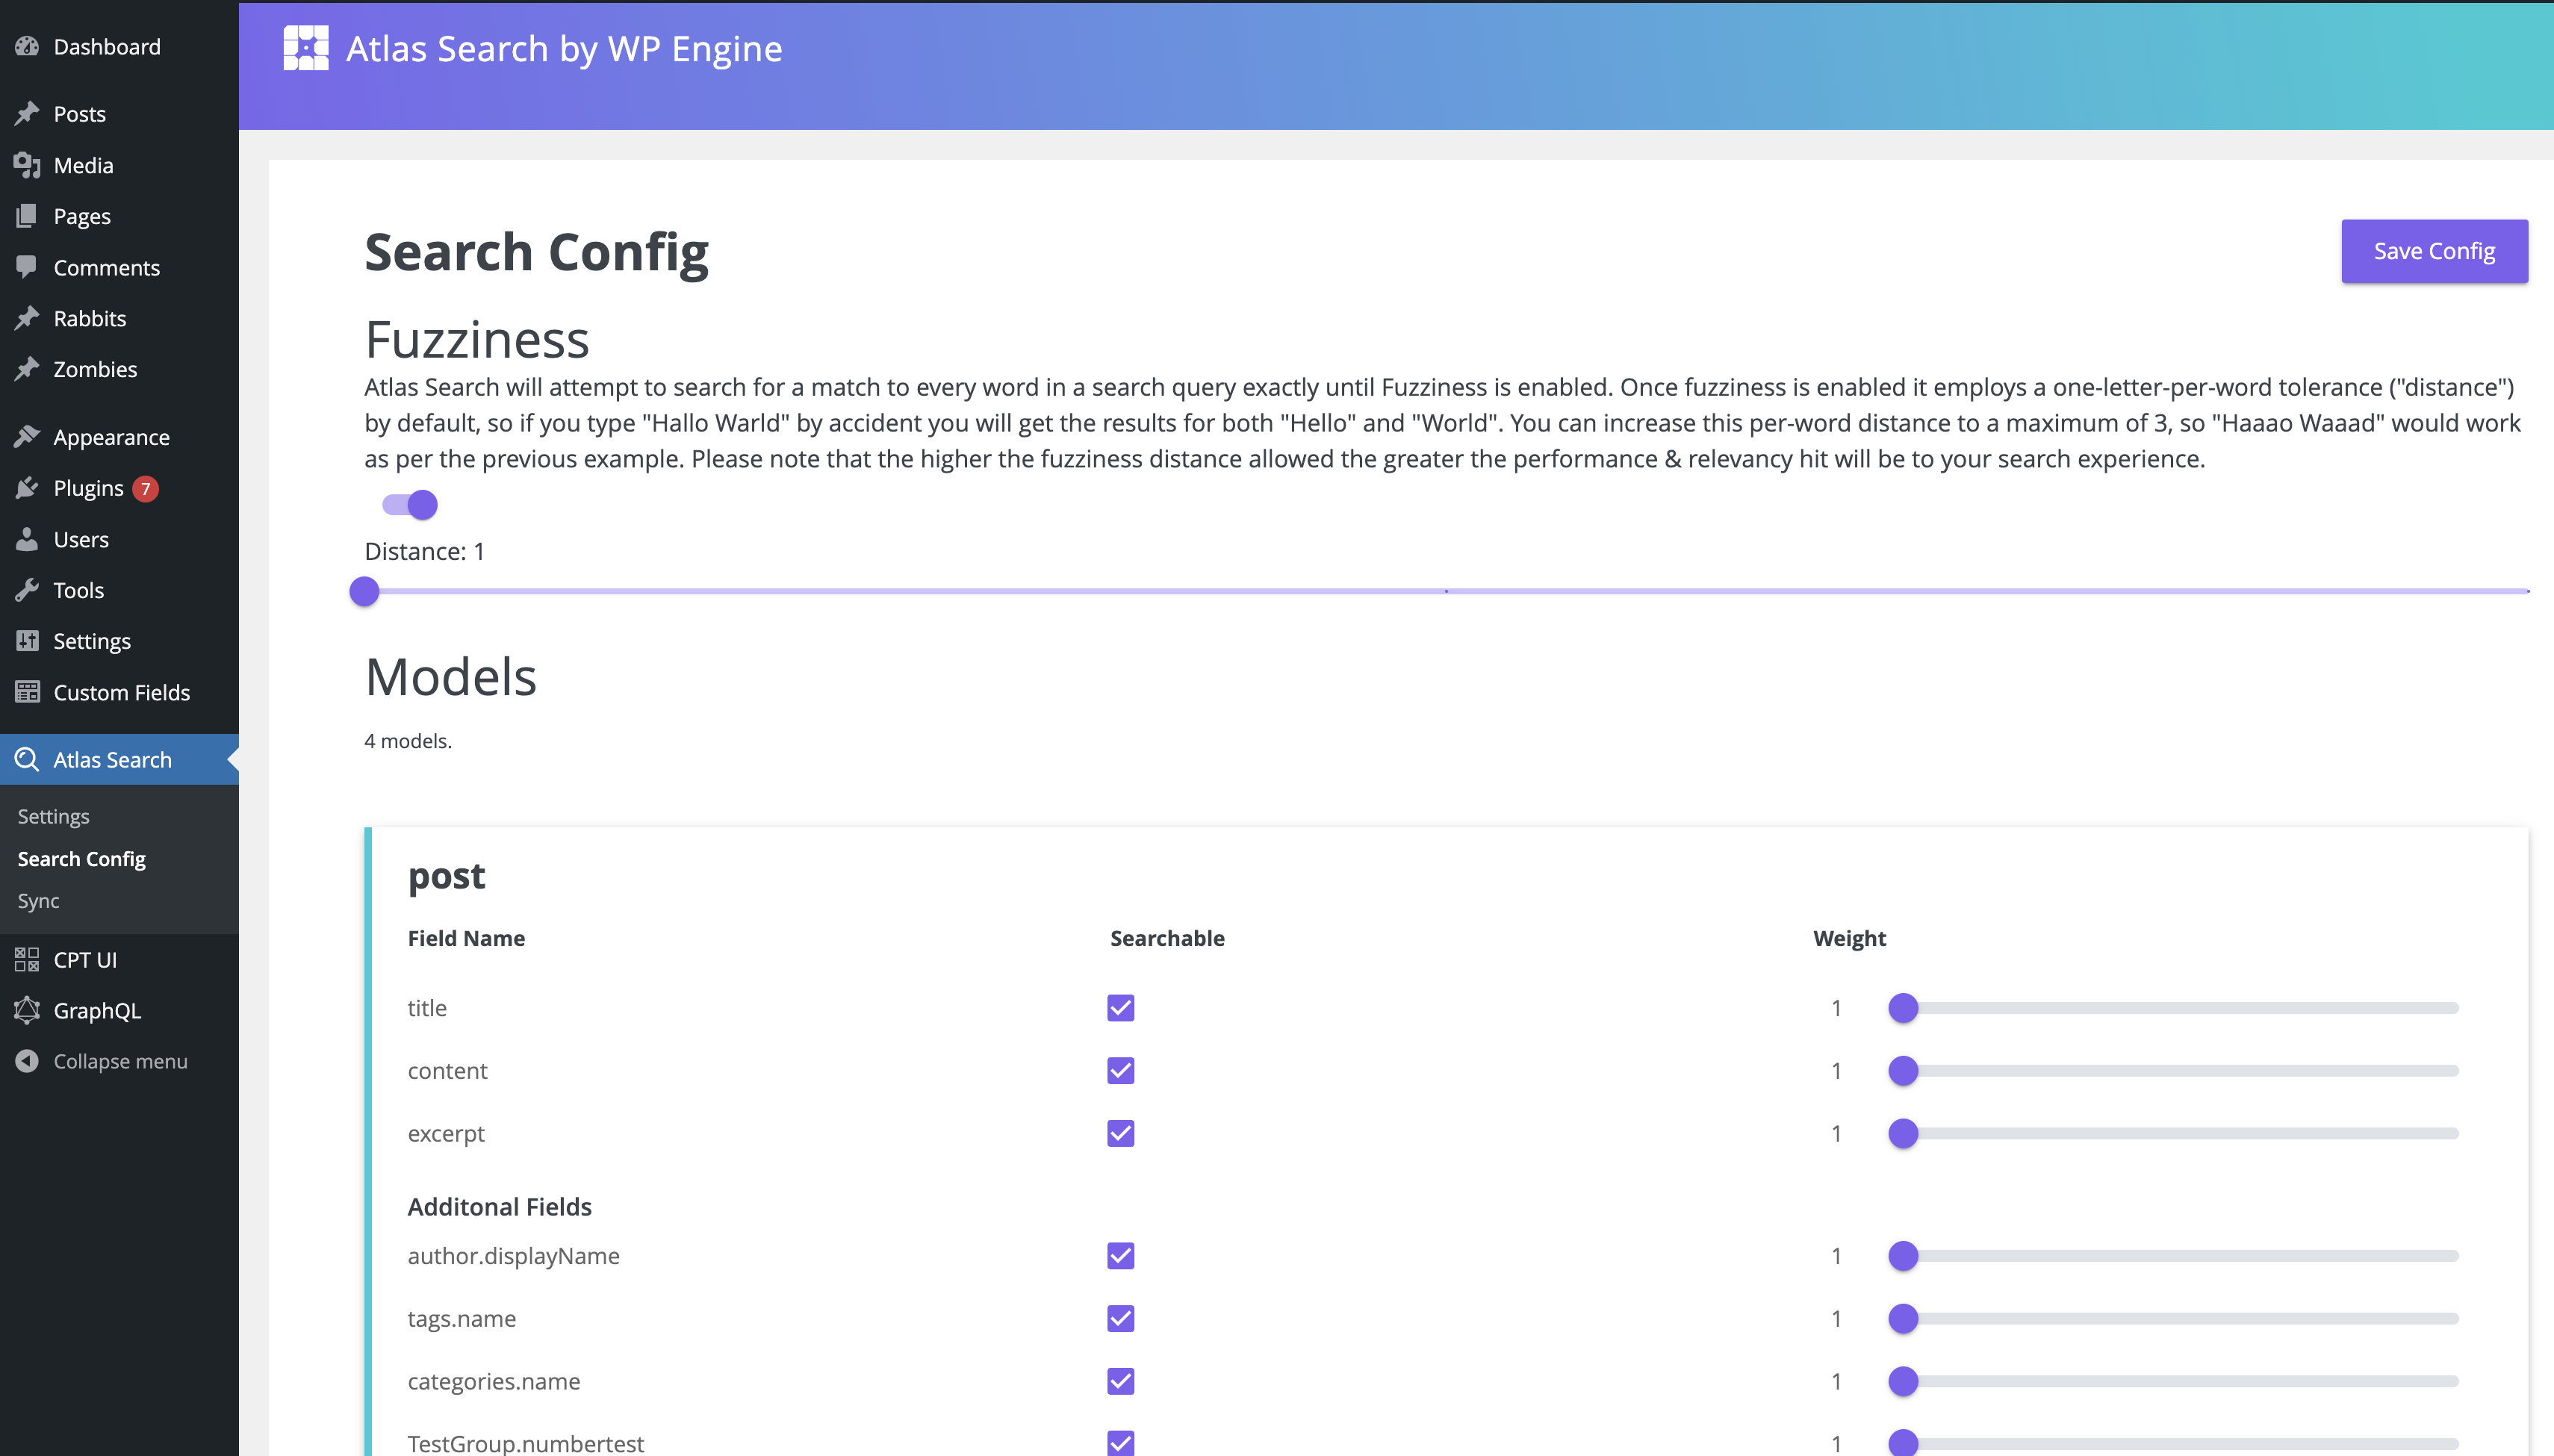 Dashboard
Posts
Media
Pages
Comments
Rabbits
Zombies
Appearance
Plugins 7
Users
Tools
Settings
Custom Fields
Atlas Search
Settings
Search Config
Sync
CPT UI
GraphQL
Collapse menu
Atlas Search by WP Engine
Search Config
Save Config
Fuzziness
Atlas Search will attempt to search for a match to every word in a search query exactly until Fuzziness is enabled. Once fuzziness is enabled it employs a one-letter-per-word tolerance ("distance")
by default, so if you type "Hallo Warld" by accident you will get the results for both "Hello" and "World". You can increase this per-word distance to a maximum of 3, so "Haaao Waaad" would work
as per the previous example. Please note that the higher the fuzziness distance allowed the greater the performance & relevancy hit will be to your search experience.
Distance: 1
Models
4 models.
post
Field Name Searchable Weight
title 1
content 1
excerpt 1
Additonal Fields
author.displayName 1
tags.name 1
categories.name 1
TestGroup.numbertest 1